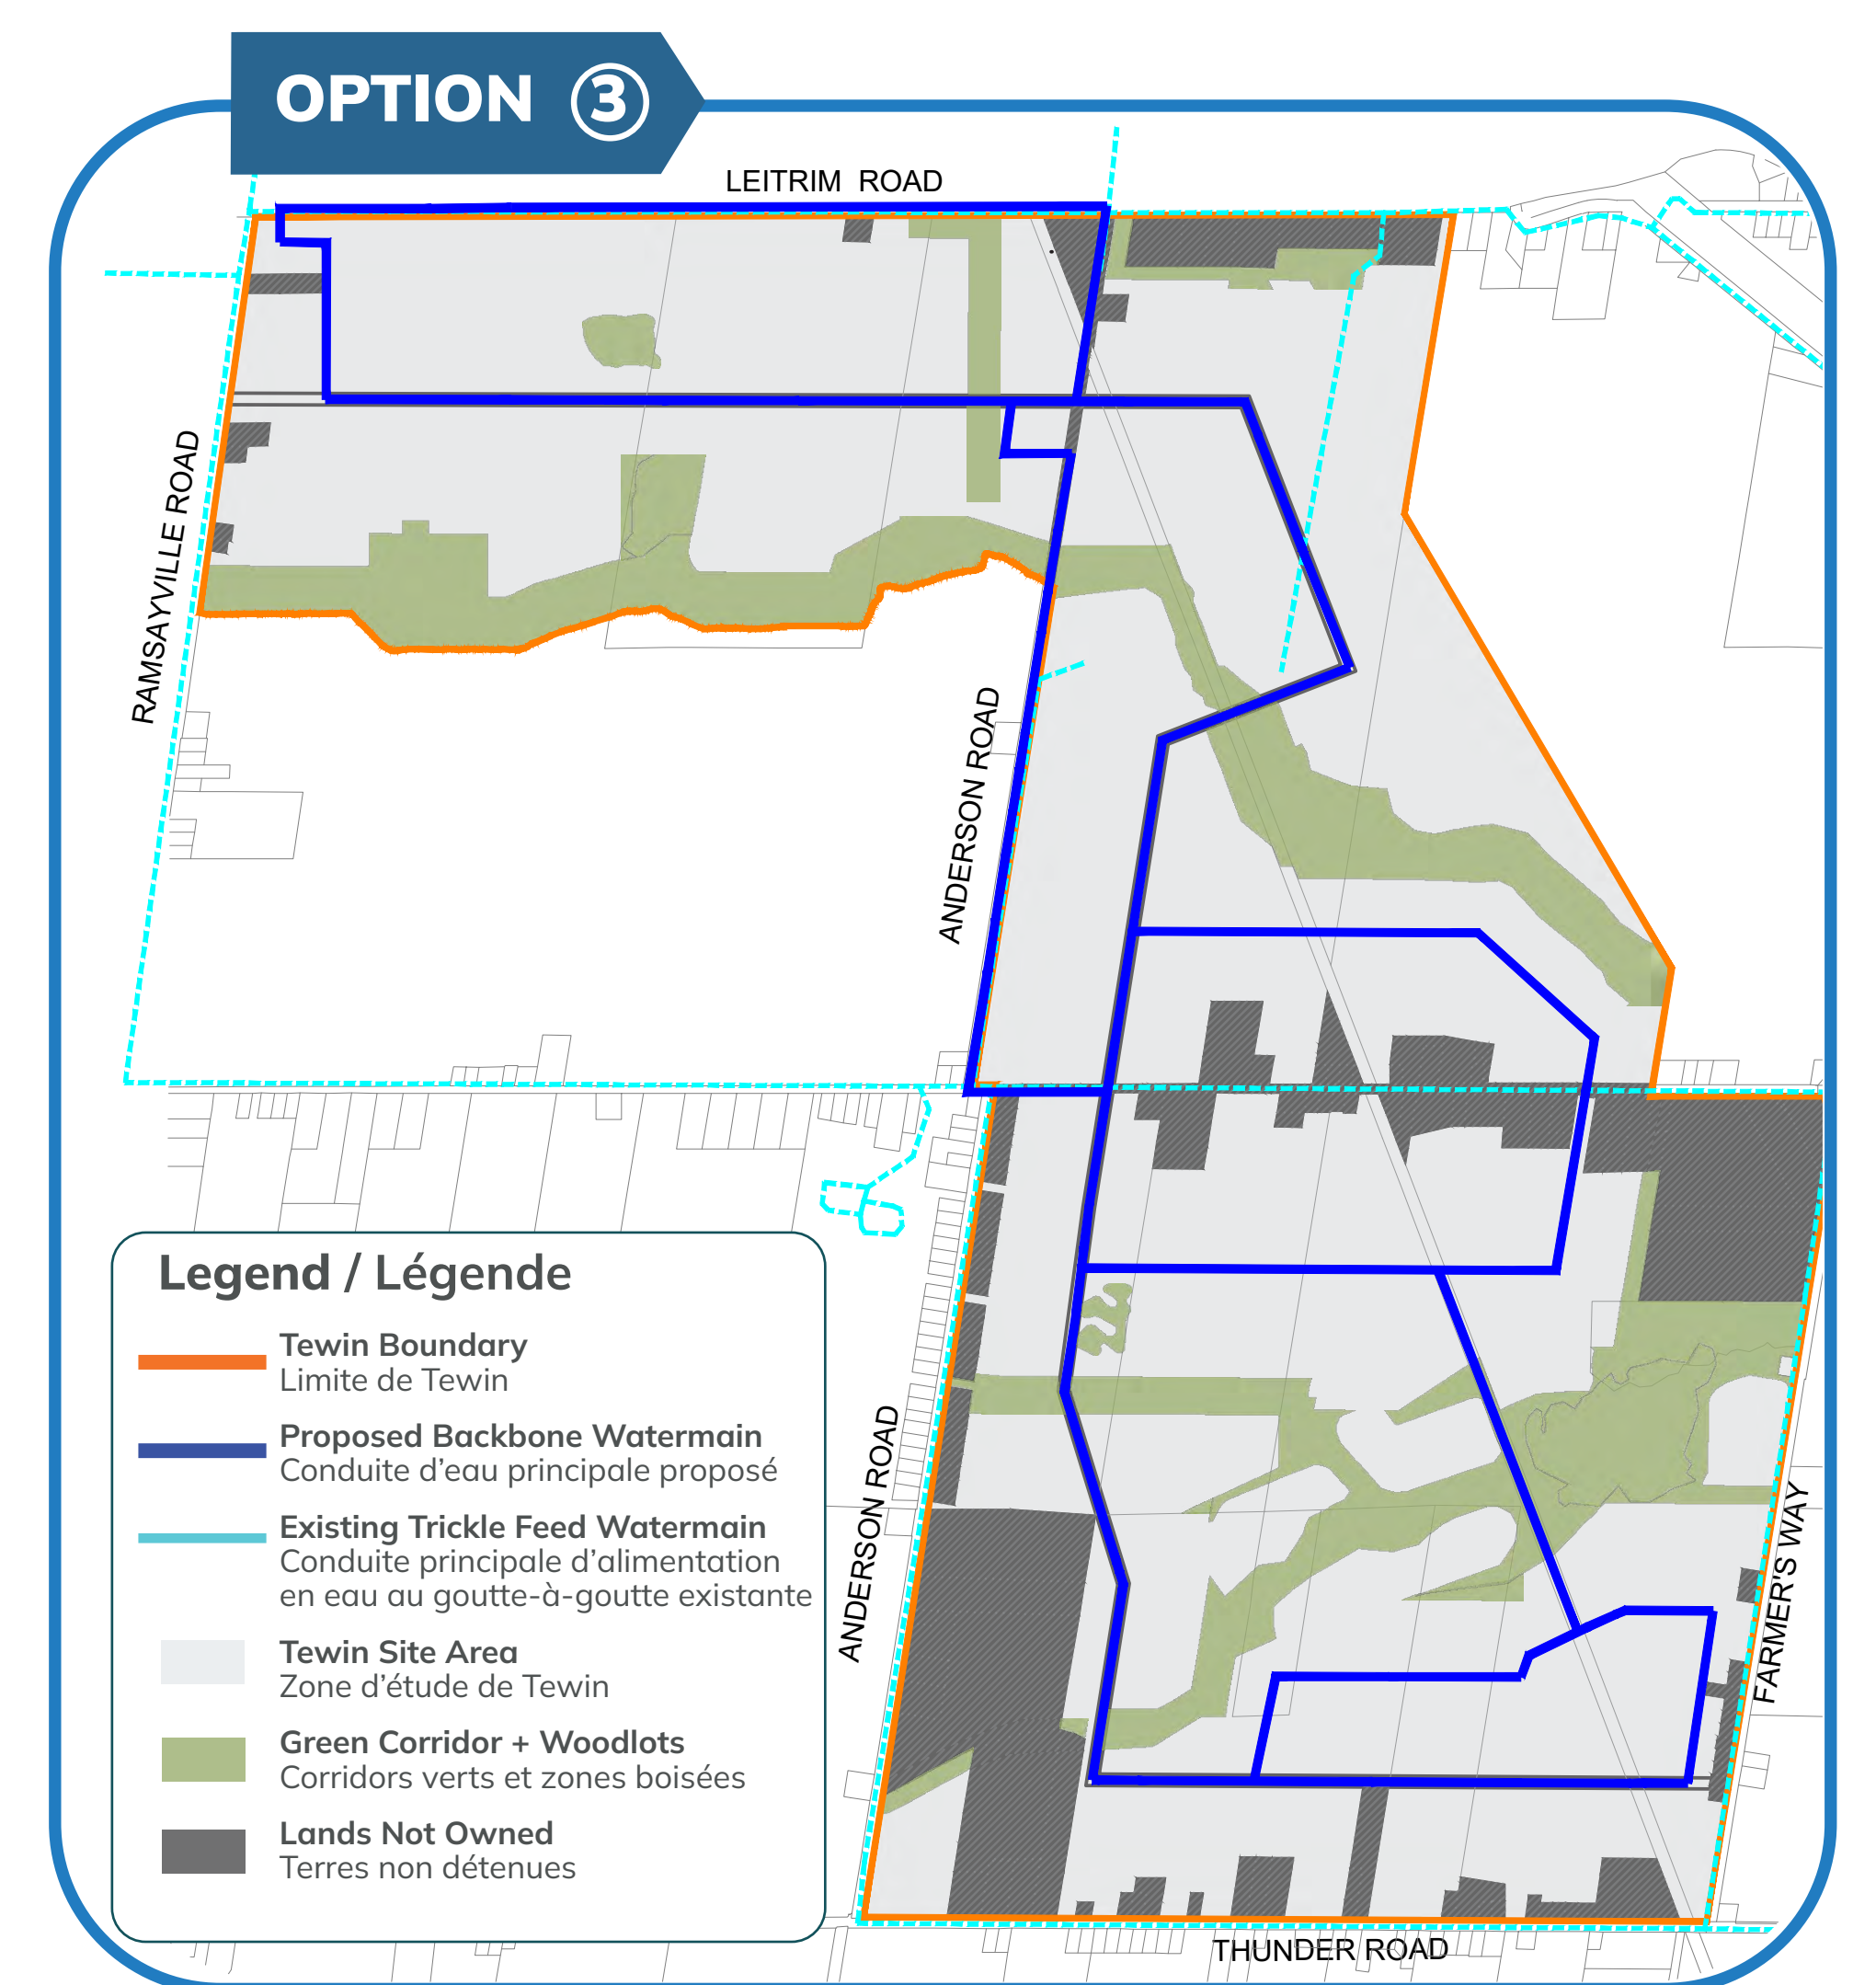 OPTION 3
LEITRIM ROAD
RAMSAYVILLE ROAD
ANDERSON ROAD
ANDERSON ROAD
FARMER'S WAY
THUNDER ROAD
Legend / Légende
Tewin Boundary
Limite de Tewin
Proposed Backbone Watermain
Conduite d'eau principale proposé
Existing Trickle Feed Watermain
Conduite principale d'alimentation
en eau au goutte-à-goutte existante
Tewin Site Area
Zone d'étude de Tewin
Green Corridor + Woodlots
Corridors verts et zones boisées
Lands Not Owned
Terres non détenues